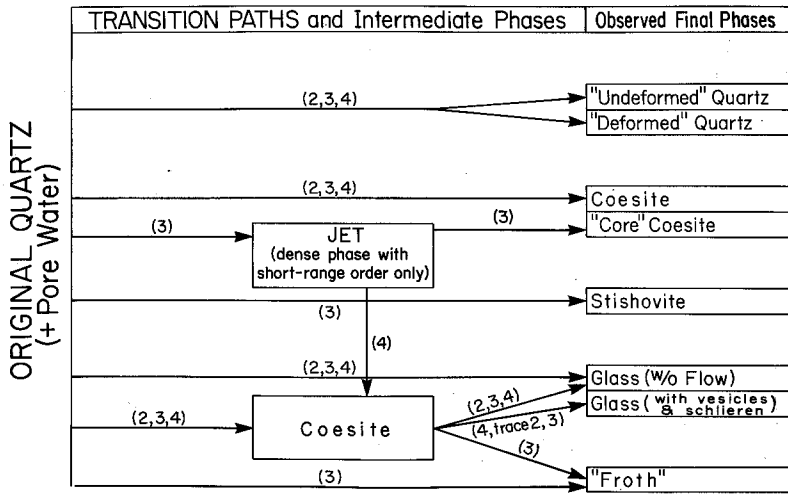 TRANSITION PATHS and Intermediate Phases
Observed Final Phases
ORIGINAL QUARTZ
(+ Pore Water)
(2,3,4)
"Undeformed" Quartz
"Deformed" Quartz
(2,3,4)
Coesite
(3)
JET
(dense phase with
short-range order only)
(3)
"Core" Coesite
(3)
Stishovite
(4)
(2,3,4)
Glass (w/o Flow)
(2,3,4)
Coesite
(2,3,4)
(4,trace2,3)
Glass (with vesicles & schlieren)
(3)
(3)
"Froth"